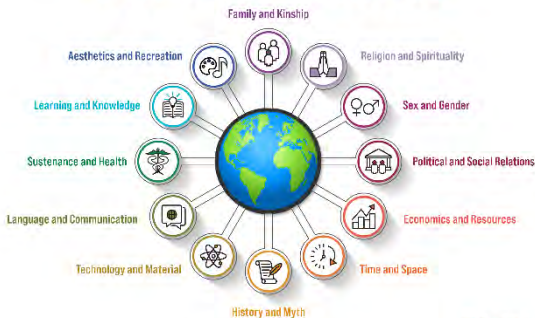 Family and Kinship
Aesthetics and Recreation
Religion and Spirituality
Learning and Knowledge
Sex and Gender
Sustenance and Health
Political and Social Relations
Language and Communication
Economics and Resources
Technology and Material
Time and Space
History and Myth